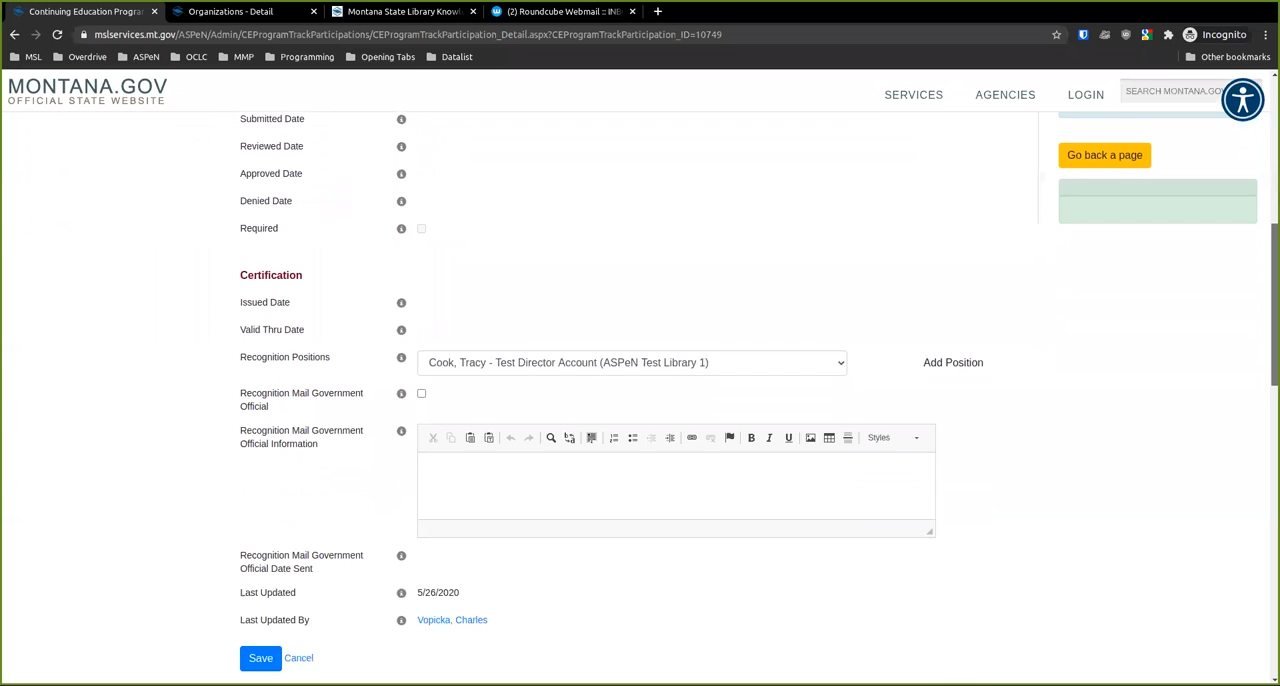 Continuing Education Progra
Organizations - Detail
Montana State Library Knowl
(2) Roundcube Webmail :: INB
mslservices.mt.gov/ASPeN/Admin/CEProgramTrackParticipations/CEProgramTrackParticipation_Detail.aspx?CEProgramTrackParticipation_ID=10749
Incognito
MSL Overdrive ASPeN OCLC MMP Programming Opening Tabs Datalist Other bookmarks
MONTANA.GOV
OFFICIAL STATE WEBSITE
SERVICES AGENCIES LOGIN SEARCH MONTANA.GO
Submitted Date
Go back a page
Reviewed Date
Approved Date
Denied Date
Required
Certification
Issued Date
Valid Thru Date
Recognition Positions
Cook, Tracy - Test Director Account (ASPeN Test Library 1)
Add Position
Recognition Mail Government
Official
Recognition Mail Government
Official Information
B I U Styles
Recognition Mail Government
Official Date Sent
Last Updated 5/26/2020
Last Updated By Vopicka, Charles
Save Cancel